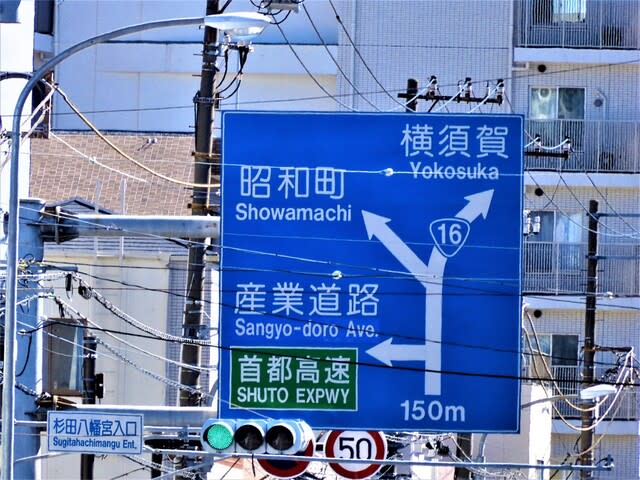 横須賀
Yokosuka
昭和町
Showamachi
16
産業道路
Sangyo-doro Ave.
首都高速
SHUTO EXPWY
150m
杉田八幡宮入口
Sugitahachimangu Ent.
50